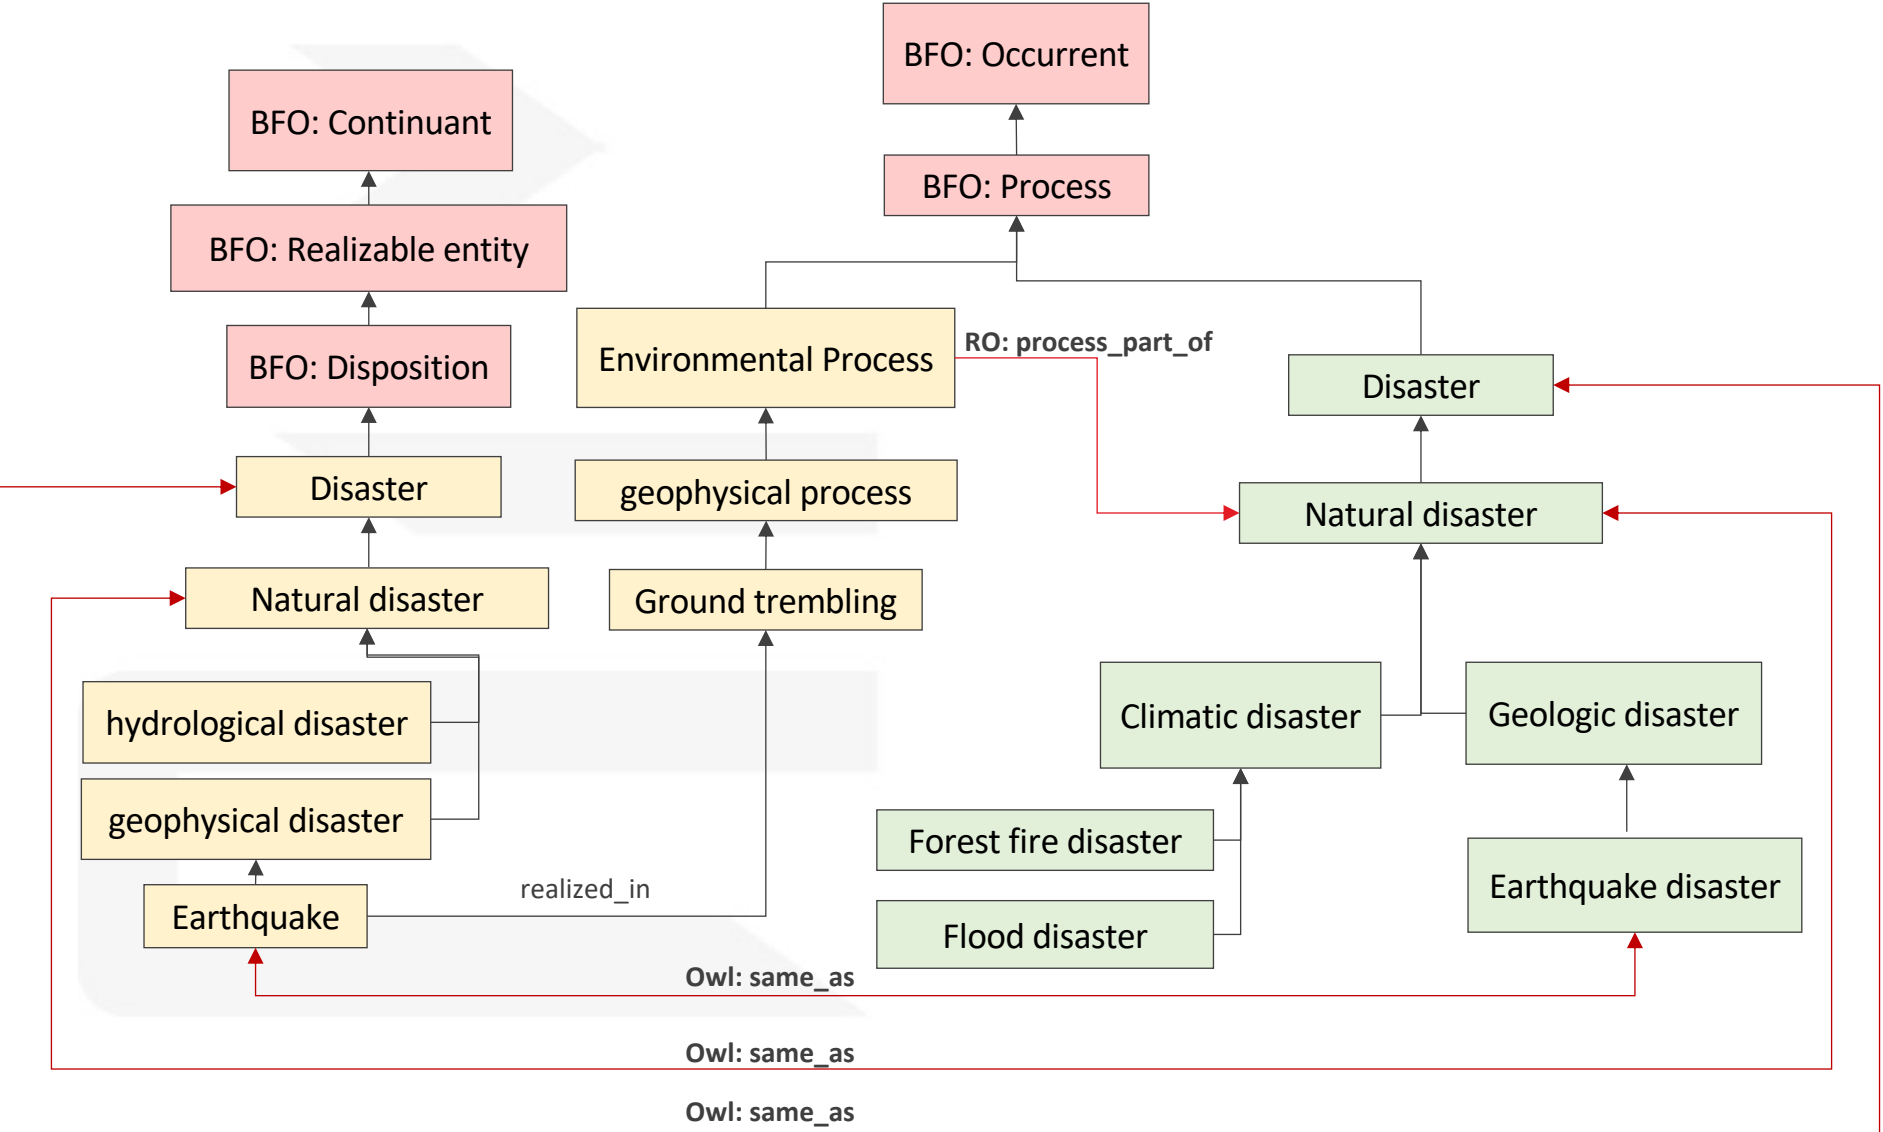 BFO: Occurrent
BFO: Continuant
BFO: Process
BFO: Realizable entity
RO: process_part_of
Environmental Process
BFO: Disposition
Disaster
Disaster
geophysical process
Natural disaster
Natural disaster
Ground trembling
hydrological disaster
Climatic disaster
Geologic disaster
geophysical disaster
Forest fire disaster
Earthquake disaster
realized_in
Earthquake
Flood disaster
Owl: same_as
Owl: same_as
Owl: same_as